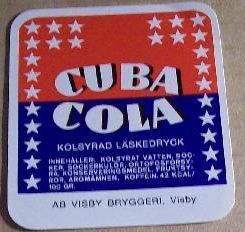 CUBA
COLA
KOLSYRAD LÄSKEDRYCK
INNEHÅLLER: KOLSYRAT VATTEN, SOC-
KER, SOCKERKULÖR, ORTOFOSFORSY-
RA, KONSERVERINGSMEDEL, FRUKTSY-
ROR, AROMÄMNEN, KOFFEIN. 42 KCAL/
100 GR.
AB VISBY BRYGGERI, Visby